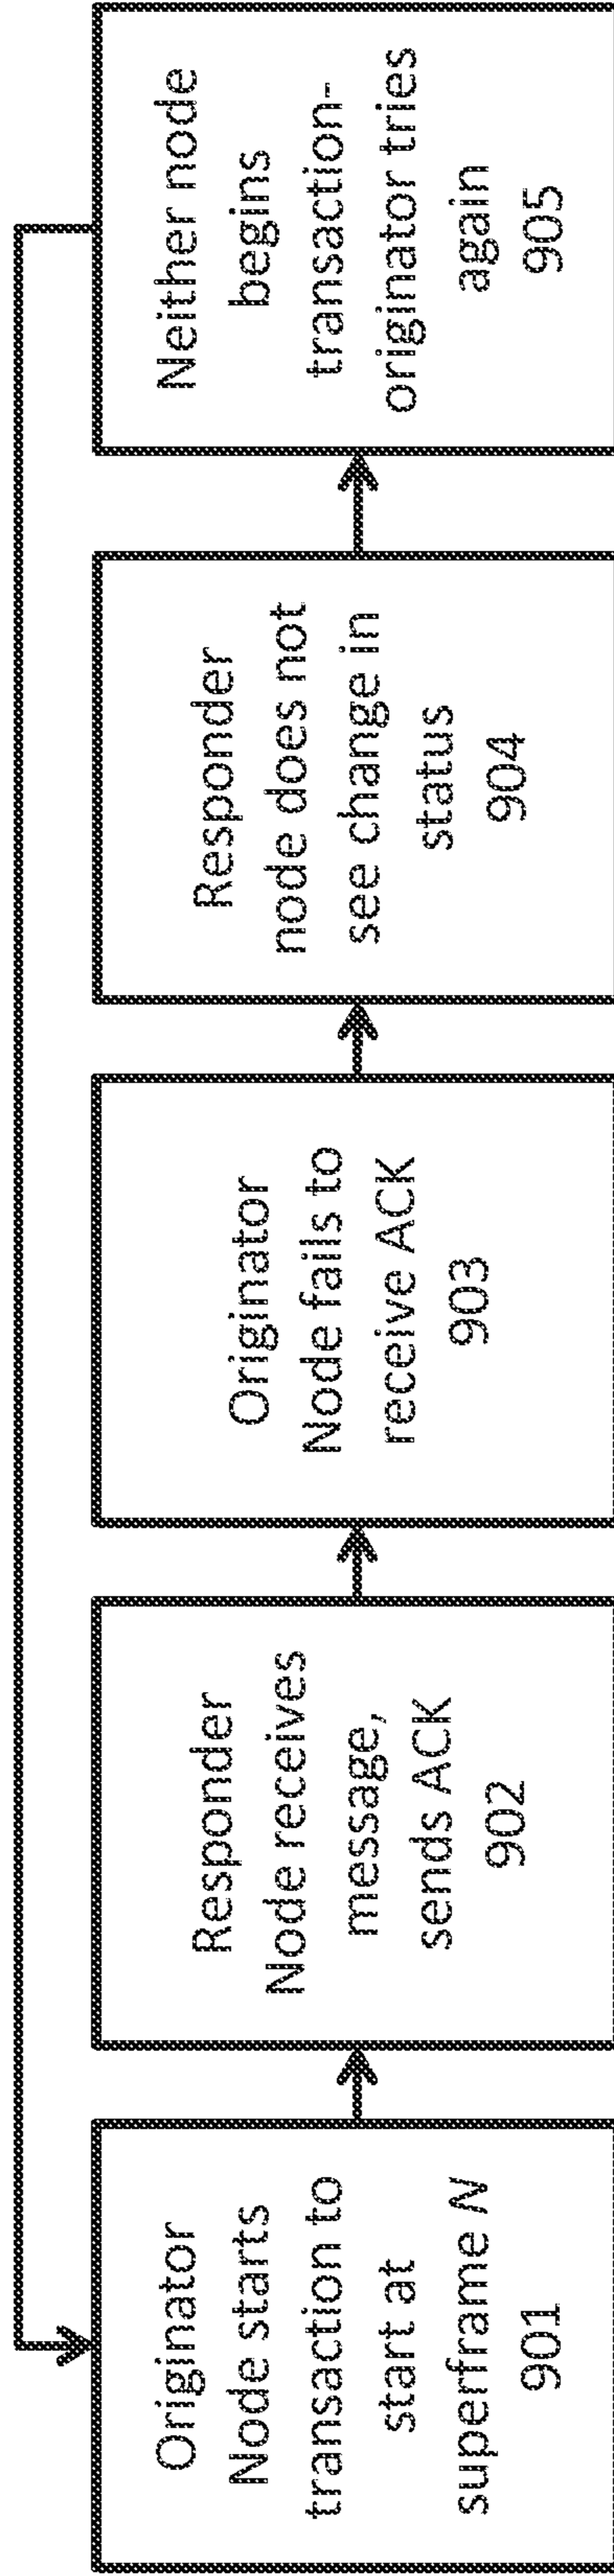 Originator
Node starts
transaction to
start at
superframe N
901
Responder
Node receives
message,
sends ACK
902
Originator
Node fails to
receive ACK
903
Responder
node does not
see change in
status
904
Neither node
begins
transaction-
originator tries
again
905